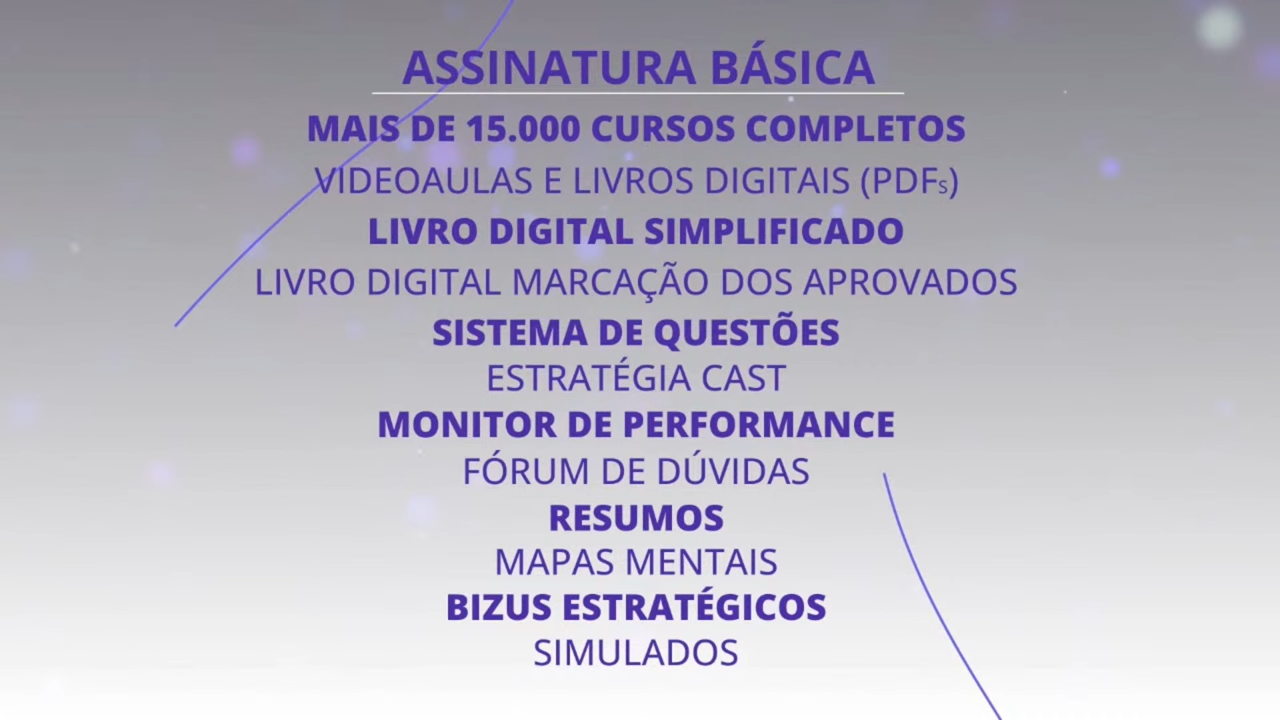 ASSINATURA BÁSICA
MAIS DE 15.000 CURSOS COMPLETOS
VIDEOAULAS E LIVROS DIGITAIS (PDFs)
LIVRO DIGITAL SIMPLIFICADO
LIVRO DIGITAL MARCAÇÃO DOS APROVADOS
SISTEMA DE QUESTÕES
ESTRATÉGIA CAST
MONITOR DE PERFORMANCE
FÓRUM DE DÚVIDAS
RESUMOS
MAPAS MENTAIS
BIZUS ESTRATÉGICOS
SIMULADOS